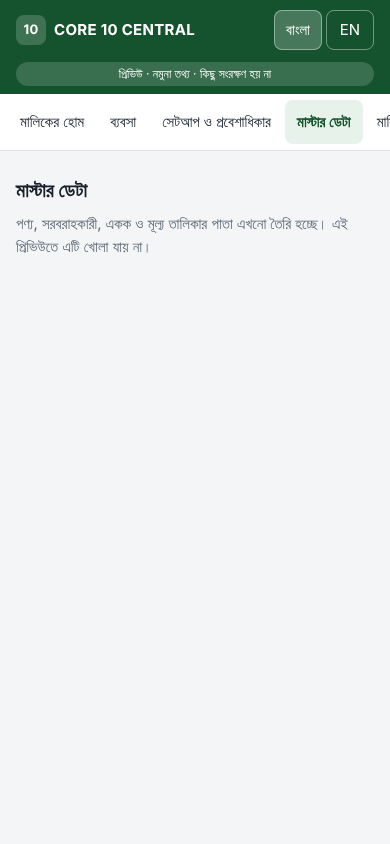 10 CORE 10 CENTRAL বাংলা EN
প্রিভিউ · নমুনা তথ্য · কিছু সংরক্ষণ হয় না
মালিকের হোম ব্যবসা সেটআপ ও প্রবেশাধিকার মাস্টার ডেটা
মাস্টার ডেটা
পণ্য, সরবরাহকারী, একক ও মূল্য তালিকার পাতা এখনো তৈরি হচ্ছে। এই
প্রিভিউতে এটি খোলা যায় না।